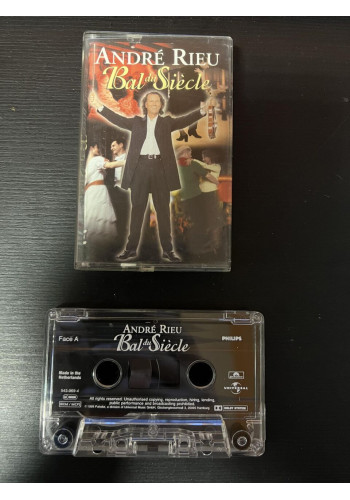 ANDRÉ RIEU
Bal du Siècle
ANDRÉ RIEU
Face A
Bal du Siècle
PHILIPS
Made in the
Netherlands
UNIVERSAL
All rights reserved. Unauthorised copying, reproduction, hiring, lending,
public performance and broadcasting prohibited.